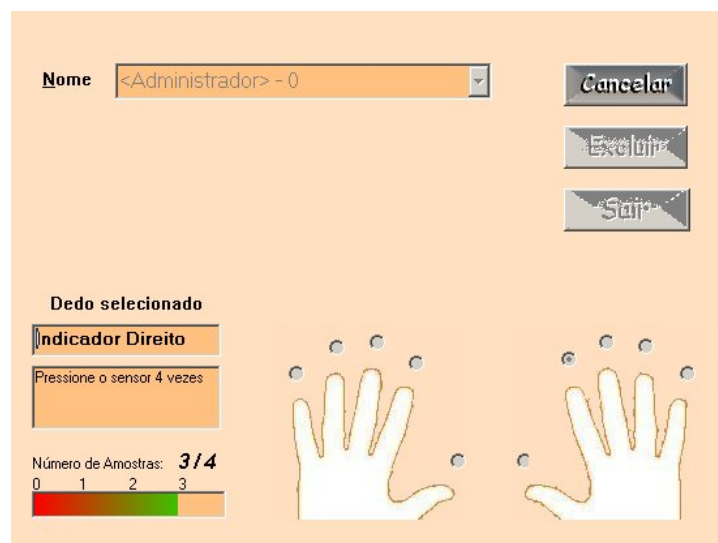 Nome <Administrador> - 0
Cancelar
Excluir
Sair
Dedo selecionado
Indicador Direito
Pressione o sensor 4 vezes
Número de Amostras: 3/4
0 1 2 3